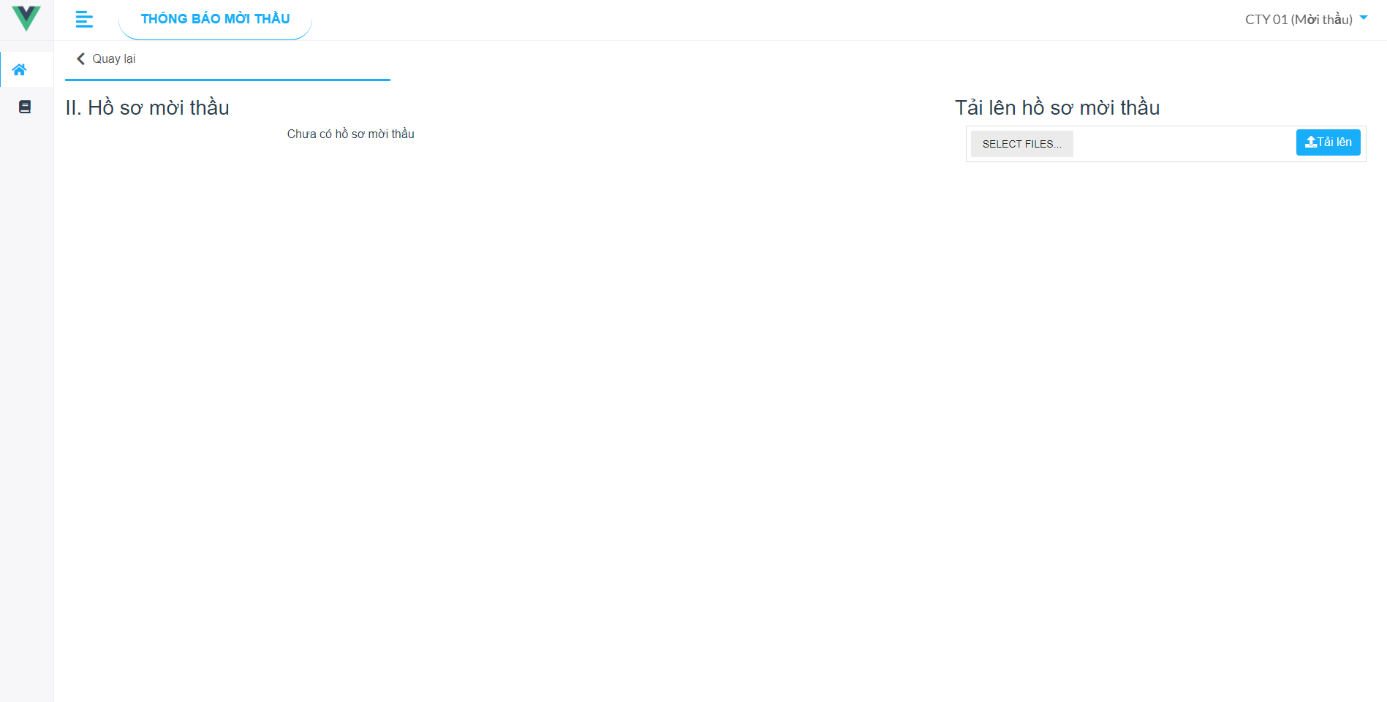 THÔNG BÁO MỜI THẦU
CTY 01 (Mời thầu)
Quay lại
II. Hồ sơ mời thầu
Chưa có hồ sơ mời thầu
Tải lên hồ sơ mời thầu
SELECT FILES...
Tải lên